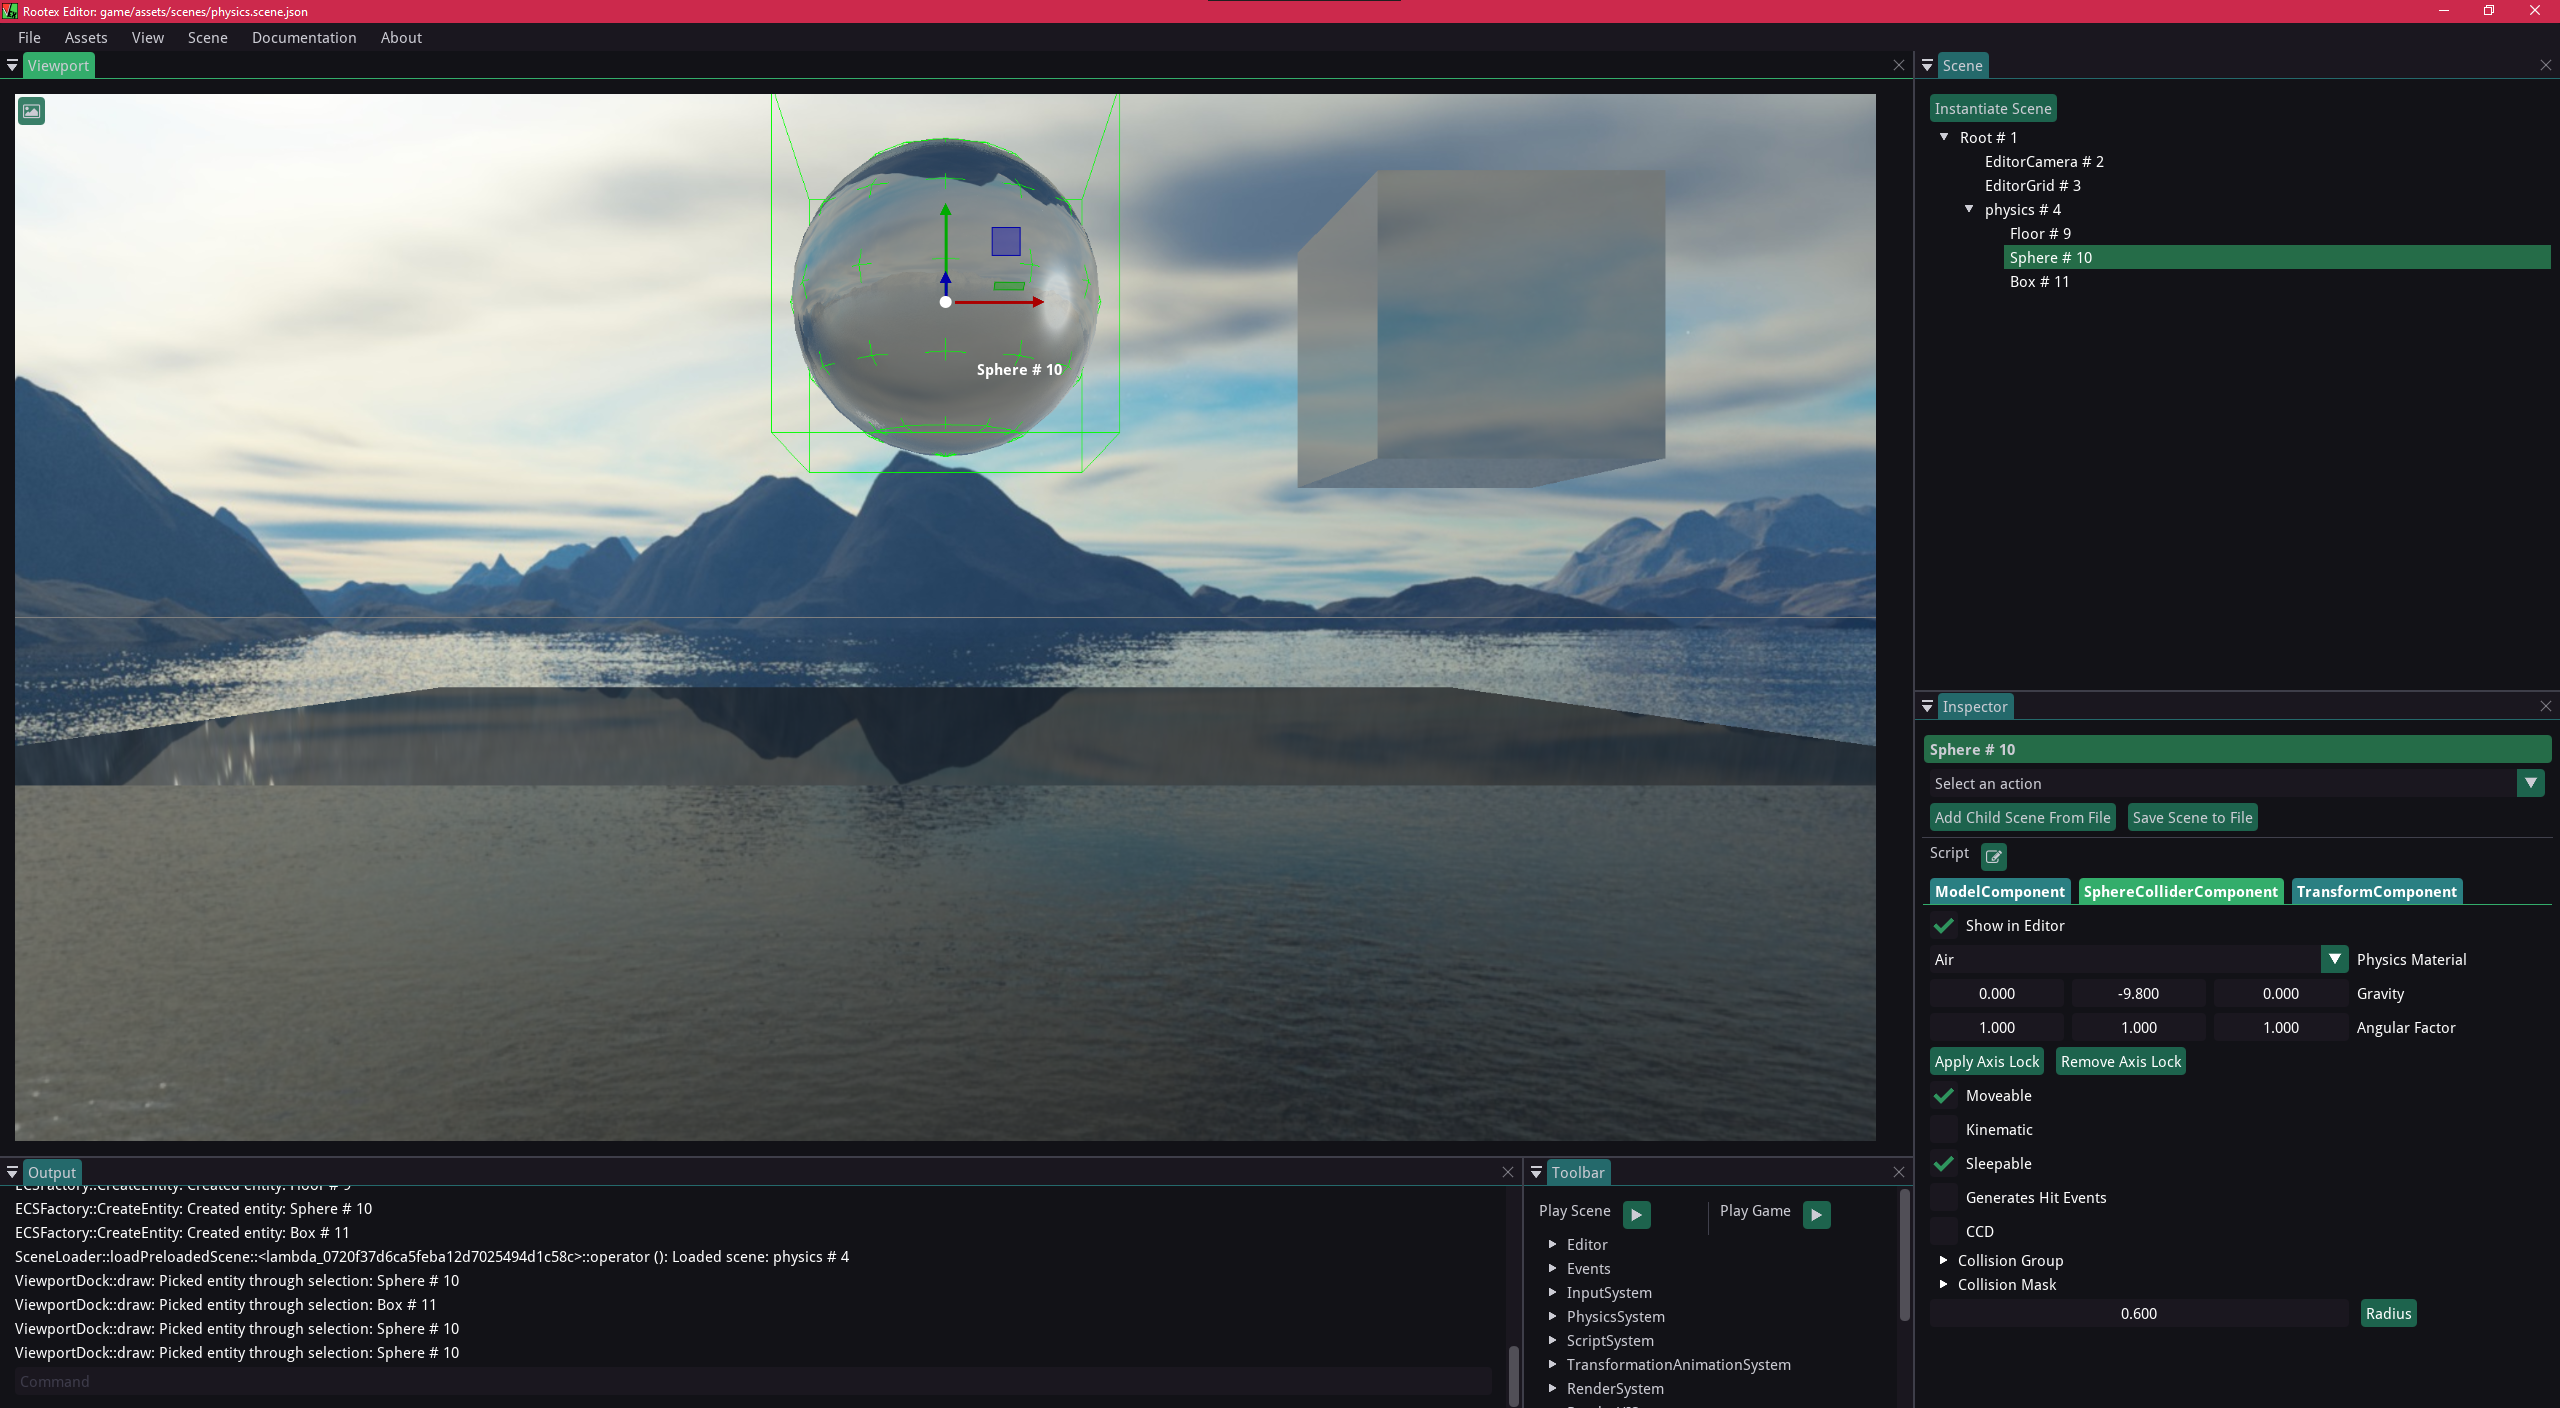 Rootex Editor: game/assets/scenes/physics.scene.json
File Assets View Scene Documentation About
Viewport
Sphere # 10
Scene
Instantiate Scene
Root # 1
EditorCamera # 2
EditorGrid # 3
physics # 4
Floor # 9
Sphere # 10
Box # 11
Inspector
Sphere # 10
Select an action
Add Child Scene From File Save Scene to File
Script
ModelComponent SphereColliderComponent TransformComponent
Show in Editor
Air Physics Material
0.000 -9.800 0.000 Gravity
1.000 1.000 1.000 Angular Factor
Apply Axis Lock Remove Axis Lock
Moveable
Kinematic
Sleepable
Generates Hit Events
CCD
Collision Group
Collision Mask
0.600 Radius
Output
ECSFactory::CreateEntity: Created entity: Floor # 9
ECSFactory::CreateEntity: Created entity: Sphere # 10
ECSFactory::CreateEntity: Created entity: Box # 11
SceneLoader::loadPreloadedScene::<lambda_0720f37d6ca5feba12d7025494d1c58c>::operator (): Loaded scene: physics # 4
ViewportDock::draw: Picked entity through selection: Sphere # 10
ViewportDock::draw: Picked entity through selection: Box # 11
ViewportDock::draw: Picked entity through selection: Sphere # 10
ViewportDock::draw: Picked entity through selection: Sphere # 10
Command
Toolbar
Play Scene Play Game
Editor
Events
InputSystem
PhysicsSystem
ScriptSystem
TransformationAnimationSystem
RenderSystem